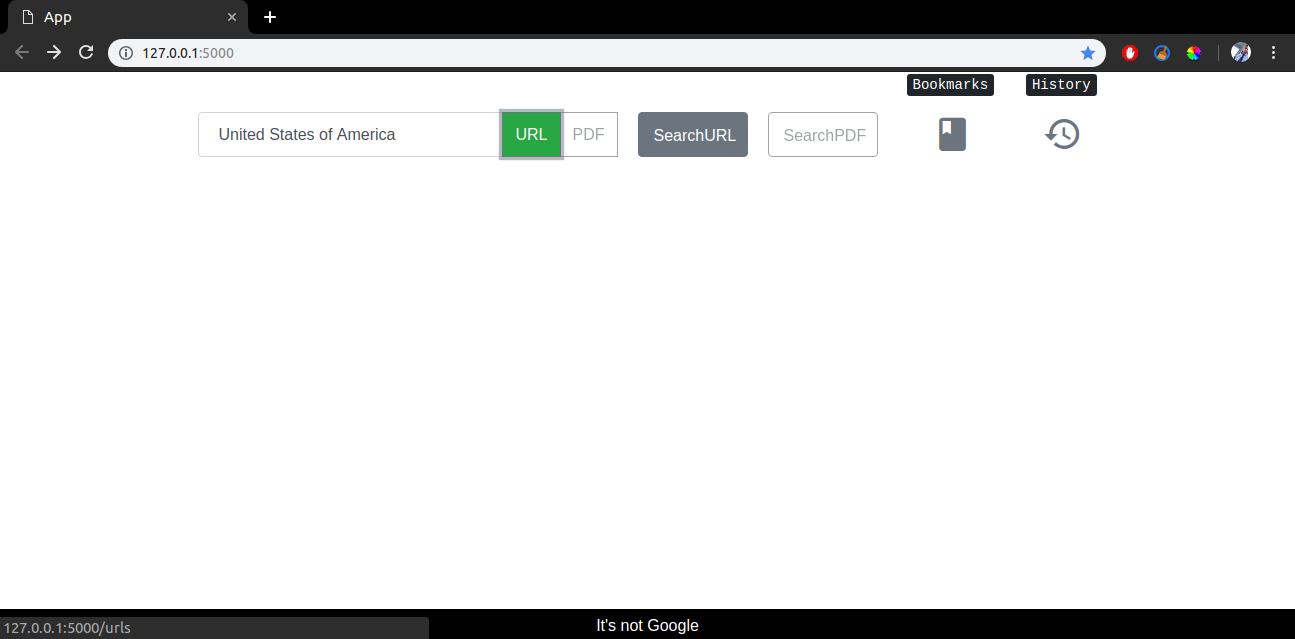 App
127.0.0.1:5000
Bookmarks
History
United States of America
URL
PDF
SearchURL
SearchPDF
127.0.0.1:5000/urls
It's not Google